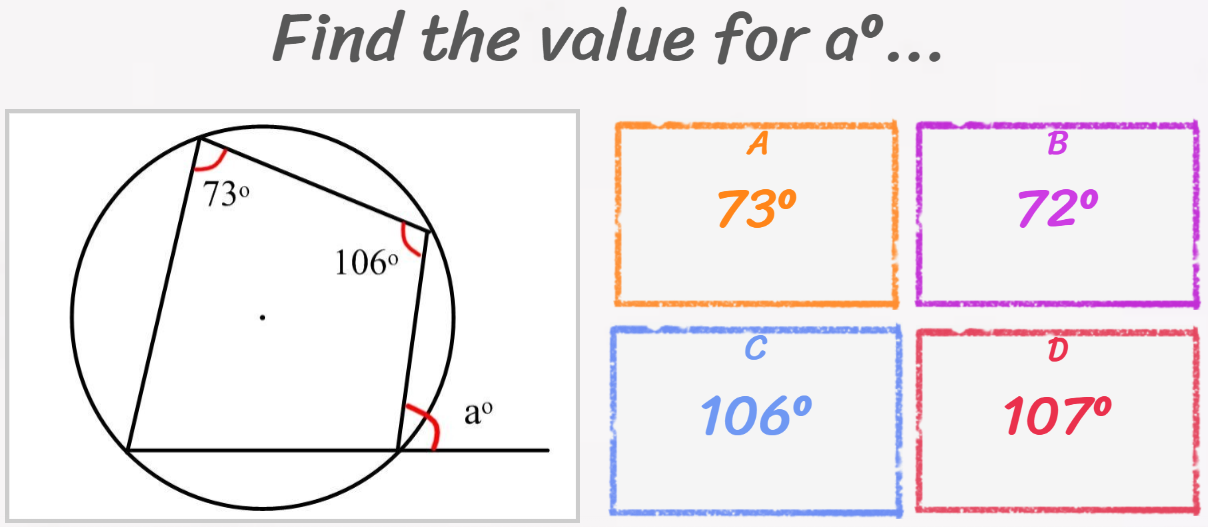 Find the value for aº...
73º
106º
aº
A
73º
B
72º
C
106º
D
107º